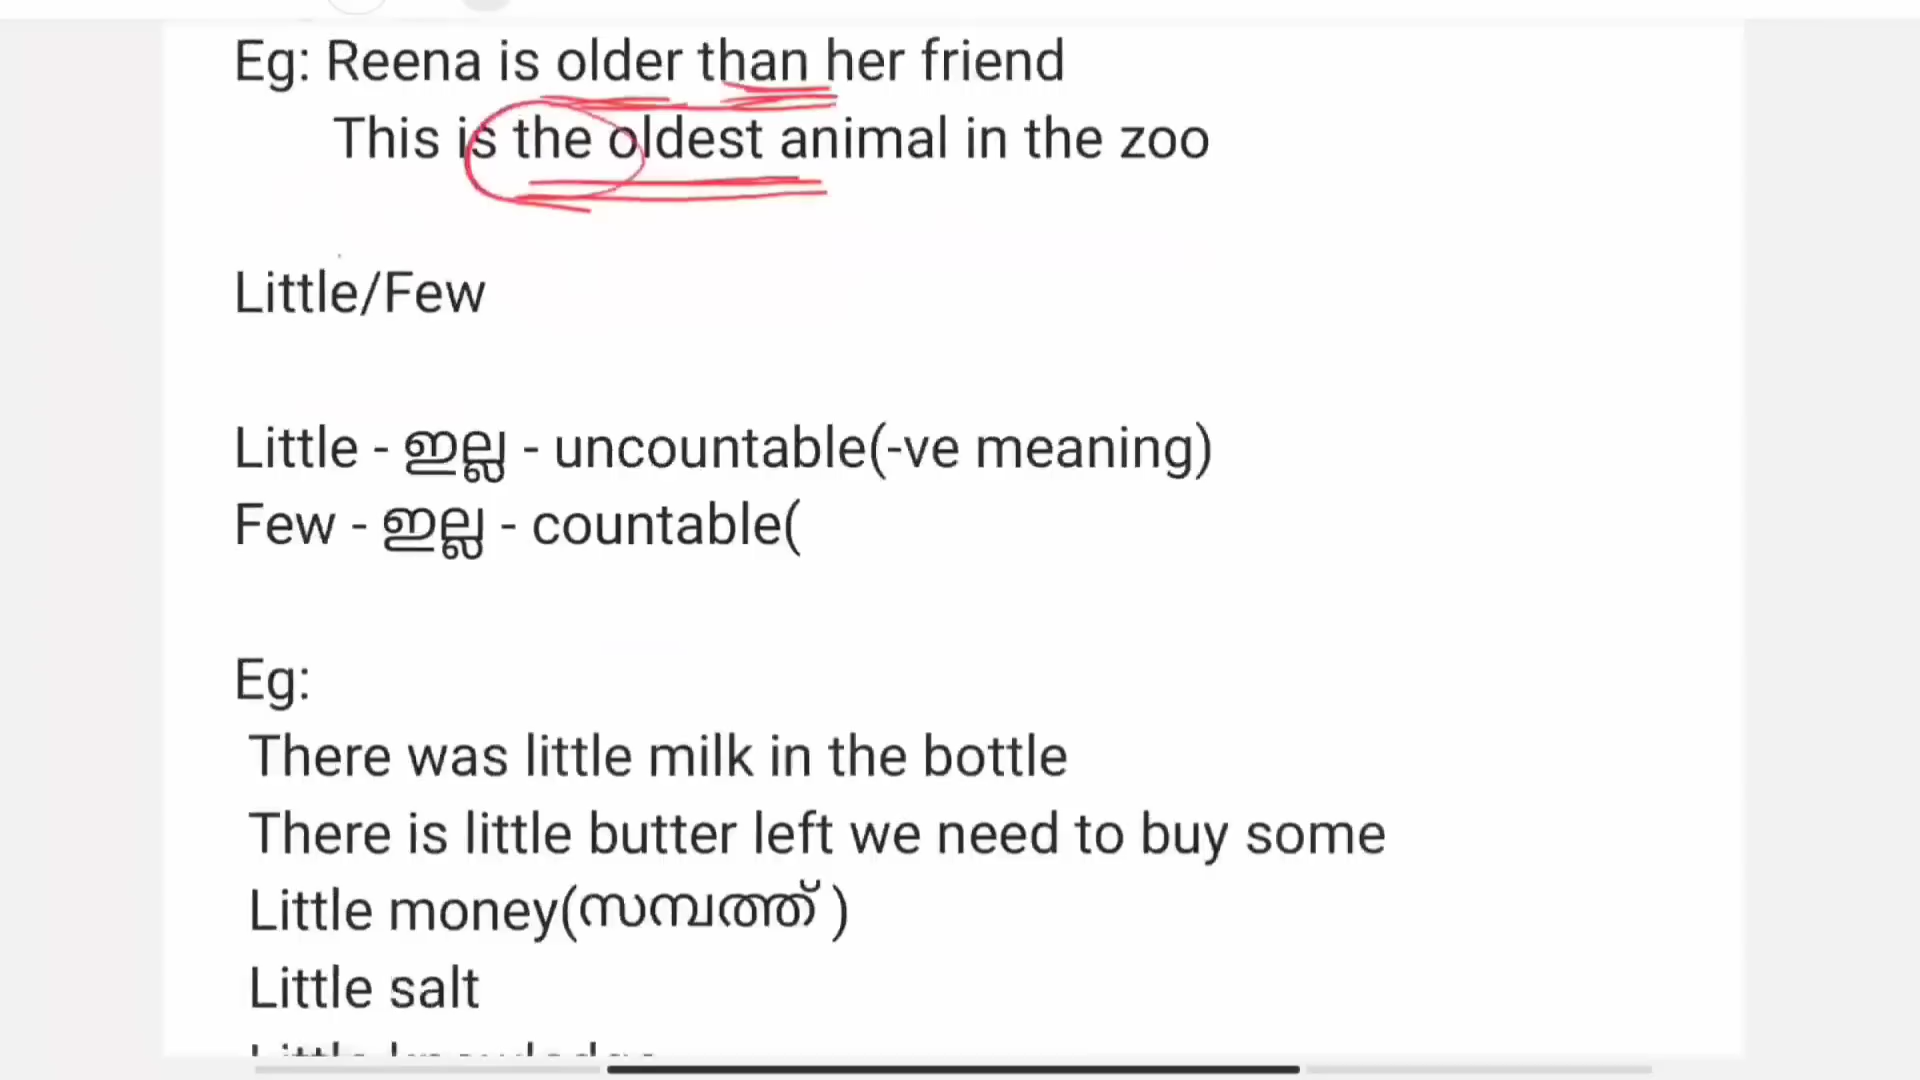 Eg: Reena is older than her friend
This is the oldest animal in the zoo
Little/Few
Little - ഇല്ല - uncountable(-ve meaning)
Few - ഇല്ല - countable(
Eg:
There was little milk in the bottle
There is little butter left we need to buy some
Little money(സമ്പത്ത് )
Little salt